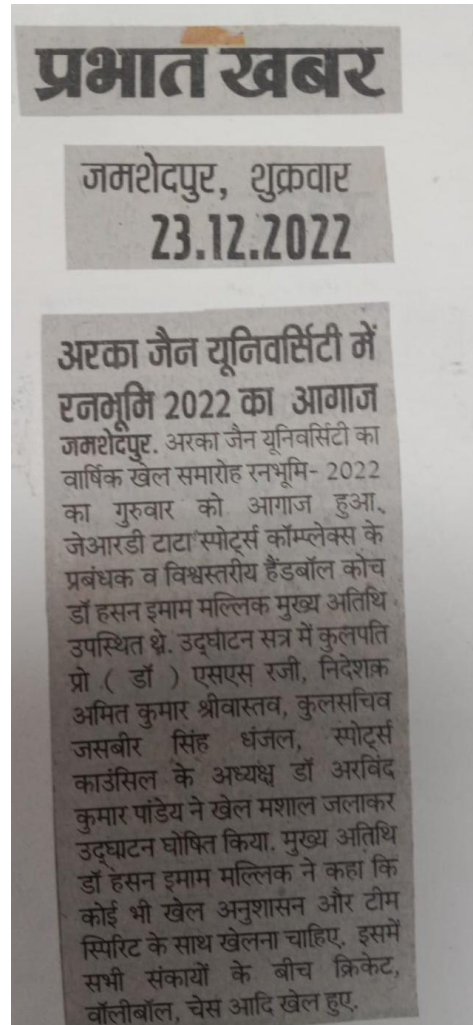 प्रभात खबर
जमशेदपुर, शुक्रवार
23.12.2022
अरका जैन यूनिवर्सिटी में
रनभूमि 2022 का आगाज
जमशेदपुर. अरका जैन यूनिवर्सिटी का
वार्षिक खेल समारोह रनभूमि- 2022
का गुरुवार को आगाज हुआ.
जेआरडी टाटा स्पोर्ट्स कॉम्प्लेक्स के
प्रबंधक व विश्वस्तरीय हैंडबॉल कोच
डॉ हसन इमाम मल्लिक मुख्य अतिथि
उपस्थित थे. उद्घाटन सत्र में कुलपति
प्रो ( डॉ ) एसएस रजी, निदेशक
अमित कुमार श्रीवास्तव, कुलसचिव
जसबीर सिंह धंजल, स्पोर्ट्स
काउंसिल के अध्यक्ष डॉ अरविंद
कुमार पांडेय ने खेल मशाल जलाकर
उद्घाटन घोषित किया. मुख्य अतिथि
डॉ हसन इमाम मल्लिक ने कहा कि
कोई भी खेल अनुशासन और टीम
स्पिरिट के साथ खेलना चाहिए. इसमें
सभी संकायों के बीच क्रिकेट,
वॉलीबॉल, चेस आदि खेल हुए.